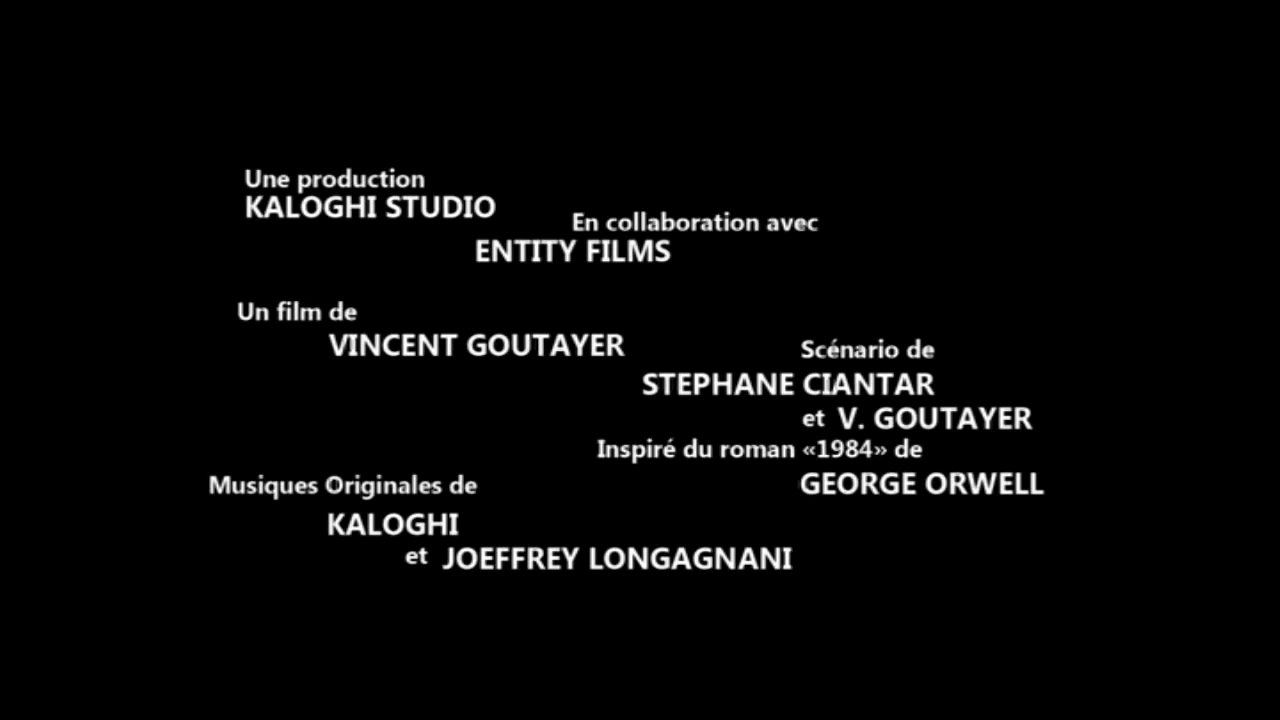 Une production
KALOGHI STUDIO
En collaboration avec
ENTITY FILMS
Un film de
VINCENT GOUTAYER
Scénario de
STEPHANE CIANTAR
et V. GOUTAYER
Inspiré du roman «1984» de
GEORGE ORWELL
Musiques Originales de
KALOGHI
et JOEFFREY LONGAGNANI